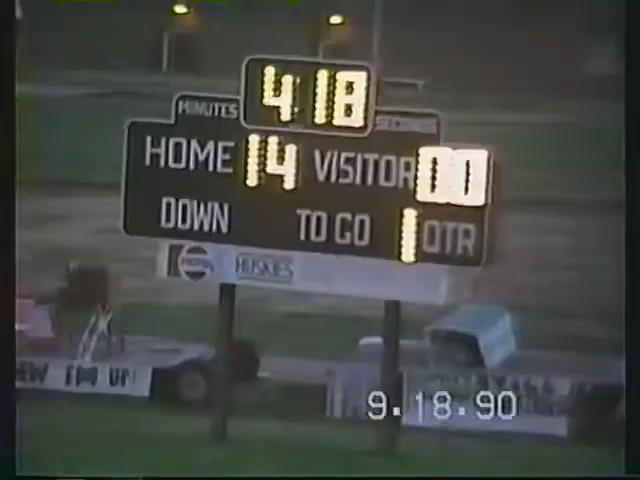 4:18
MINUTES
HOME 14 VISITOR 00
DOWN TO GO 1 QTR
PEPSI HUSKIES
9.18.90